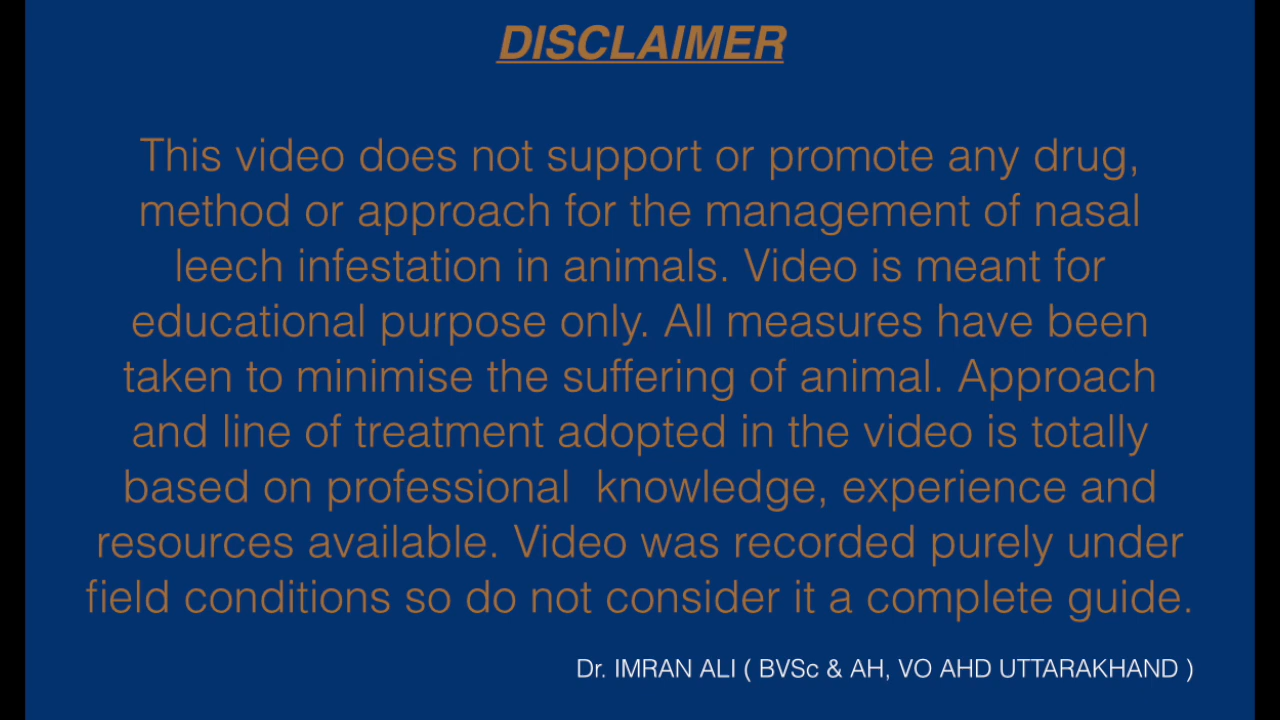 DISCLAIMER
This video does not support or promote any drug,
method or approach for the management of nasal
leech infestation in animals. Video is meant for
educational purpose only. All measures have been
taken to minimise the suffering of animal. Approach
and line of treatment adopted in the video is totally
based on professional  knowledge, experience and
resources available. Video was recorded purely under
field conditions so do not consider it a complete guide.
Dr. IMRAN ALI ( BVSc & AH, VO AHD UTTARAKHAND )